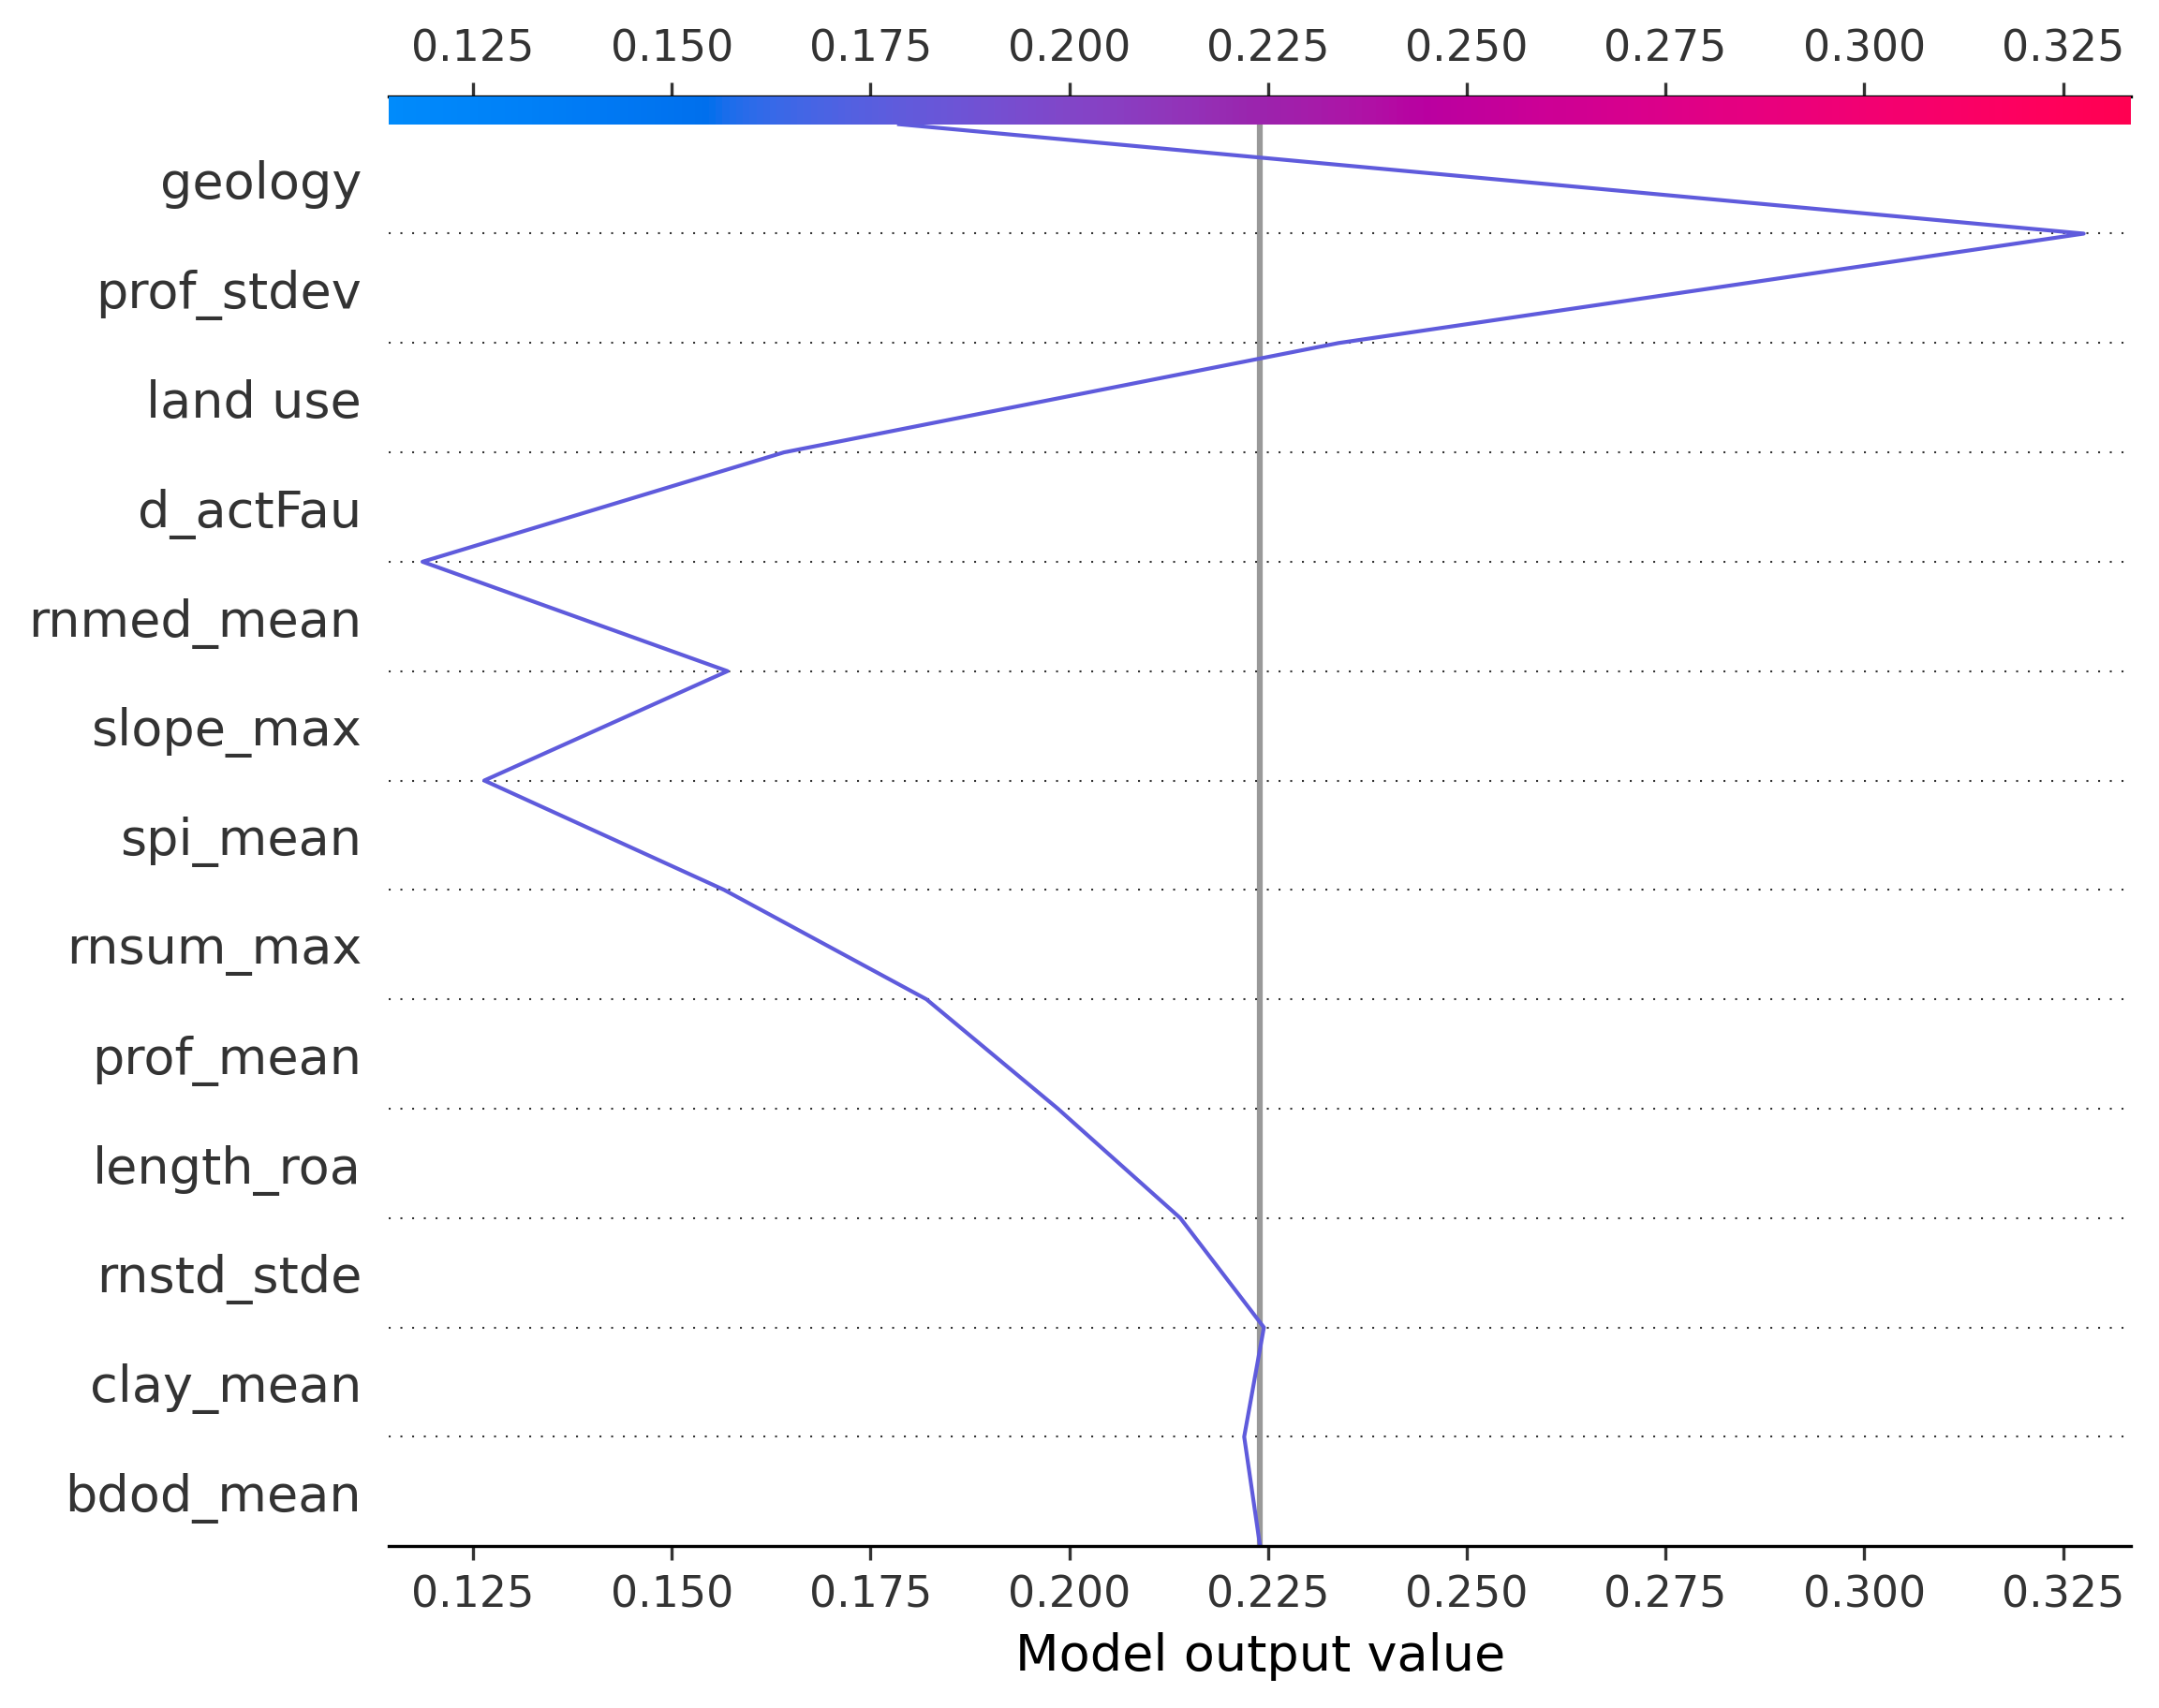 0.125 0.150 0.175 0.200 0.225 0.250 0.275 0.300 0.325
geology
prof_stdev
land use
d_actFau
rnmed_mean
slope_max
spi_mean
rnsum_max
prof_mean
length_roa
rnstd_stde
clay_mean
bdod_mean
0.125 0.150 0.175 0.200 0.225 0.250 0.275 0.300 0.325
Model output value